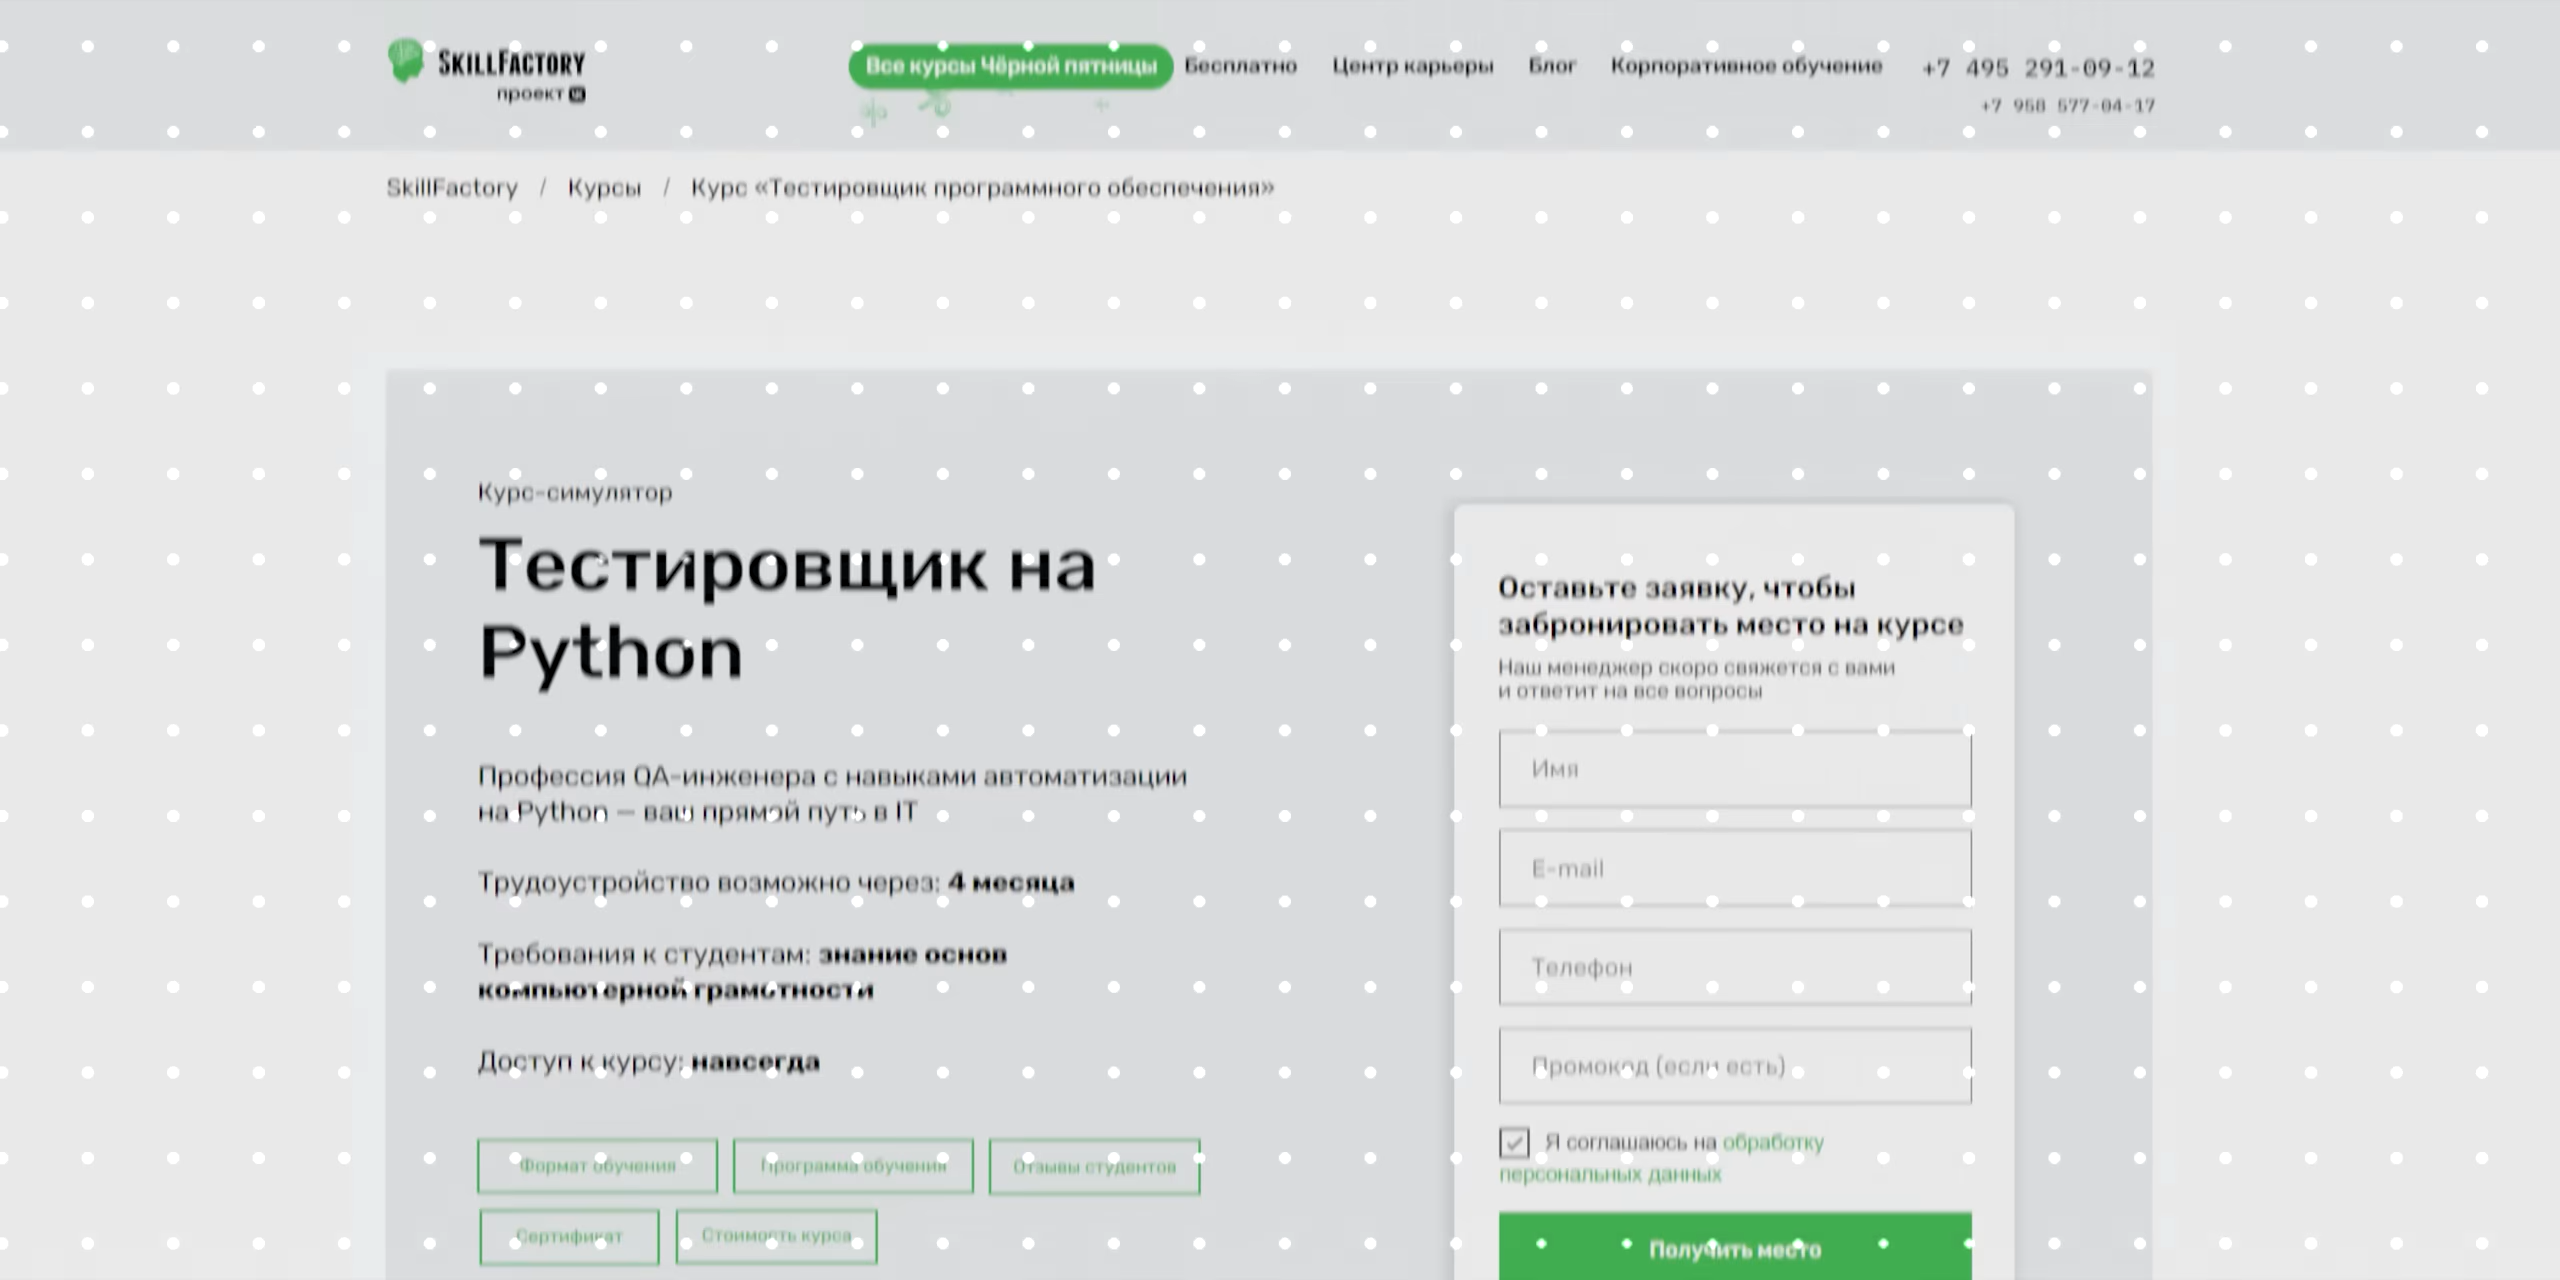 SKILLFACTORY
проект
Все курсы Чёрной пятницы
Бесплатно
Центр карьеры
Блог
Корпоративное обучение
+7 495 291-09-12
+7 958 577-04-17
SkillFactory / Курсы / Курс «Тестировщик программного обеспечения»
Курс-симулятор
Тестировщик на
Python
Профессия QA-инженера с навыками автоматизации
на Python — ваш прямой путь в IT
Трудоустройство возможно через: 4 месяца
Требования к студентам: знание основ
компьютерной грамотности
Доступ к курсу: навсегда
Формат обучения
Программа обучения
Отзывы студентов
Сертификат
Стоимость курса
Оставьте заявку, чтобы
забронировать место на курсе
Наш менеджер скоро свяжется с вами
и ответит на все вопросы
Имя
E-mail
Телефон
Промокод (если есть)
Я соглашаюсь на обработку
персональных данных
Получить место